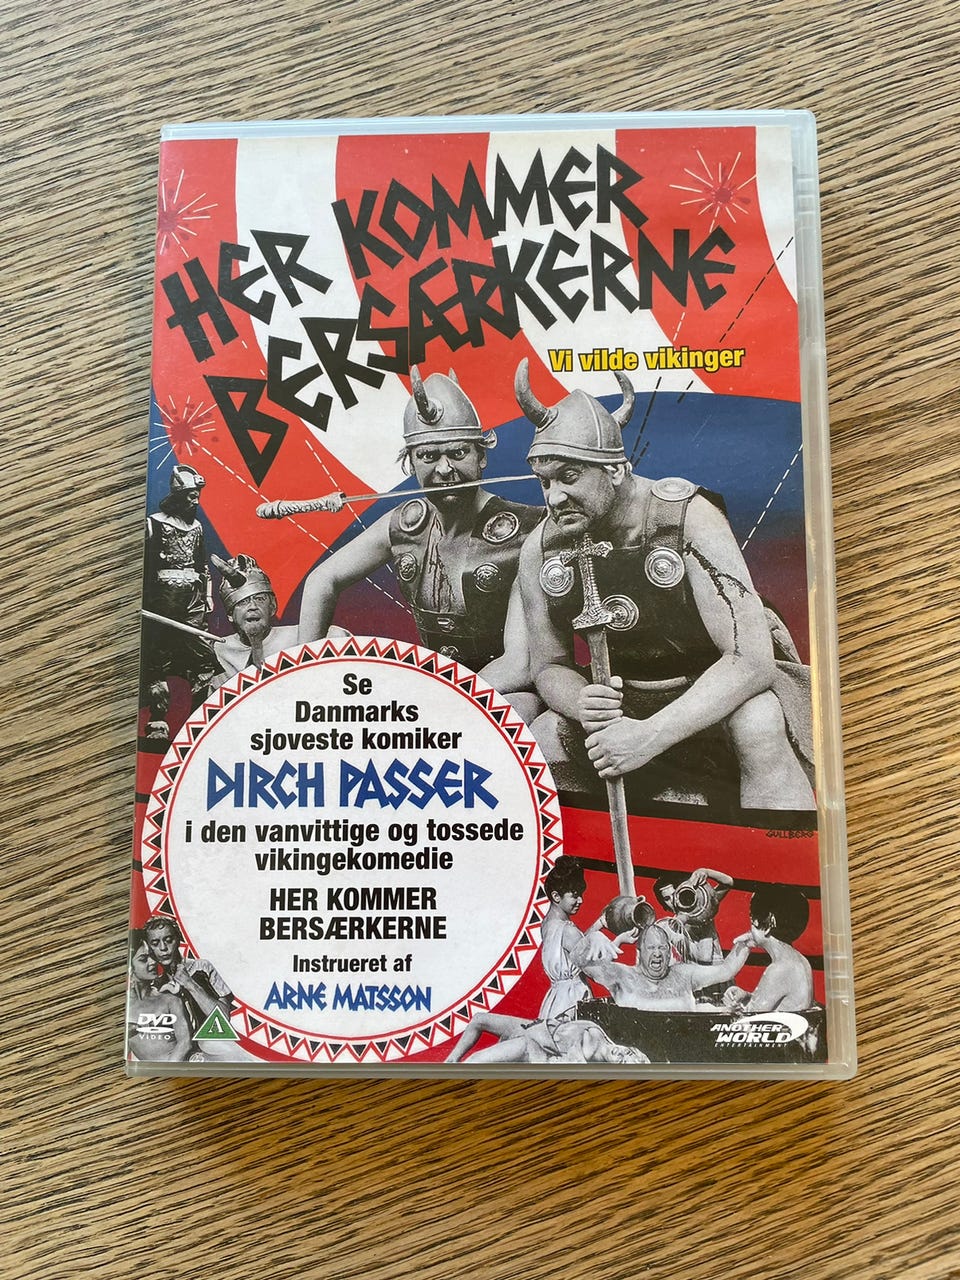 HER KOMMER
BERSÆRKERNE
Vi vilde vikinger
Se
Danmarks
sjoveste komiker
DIRCH PASSER
i den vanvittige og tossede
vikingekomedie
HER KOMMER
BERSÆRKERNE
Instrueret af
ARNE MATSSON
GULLBERG
DVD
VIDEO
A
ANOTHER
WORLD
ENTERTAINMENT